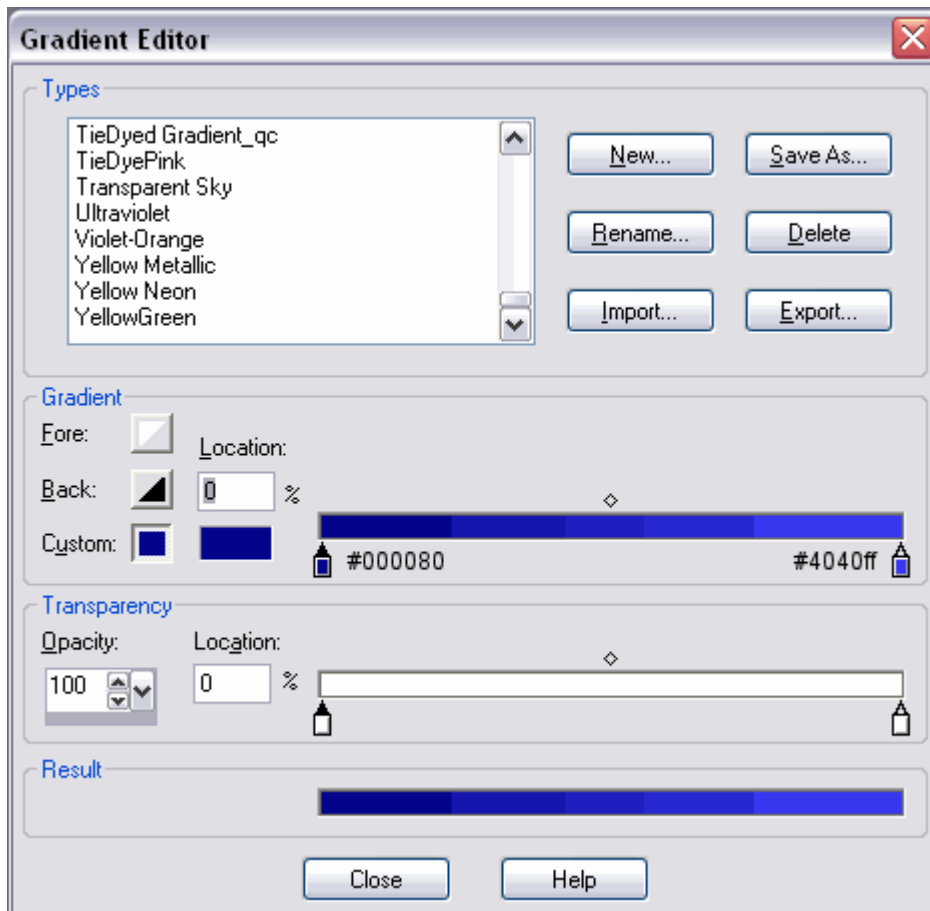 Gradient Editor
Types
TieDyed Gradient_qc
TieDyePink
Transparent Sky
Ultraviolet
Violet-Orange
Yellow Metallic
Yellow Neon
YellowGreen
New...
Save As...
Rename...
Delete
Import...
Export...
Gradient
Fore:
Location:
Back:
0
%
Custom:
#000080
#4040ff
Transparency
Opacity:
Location:
100
0
%
Result
Close
Help